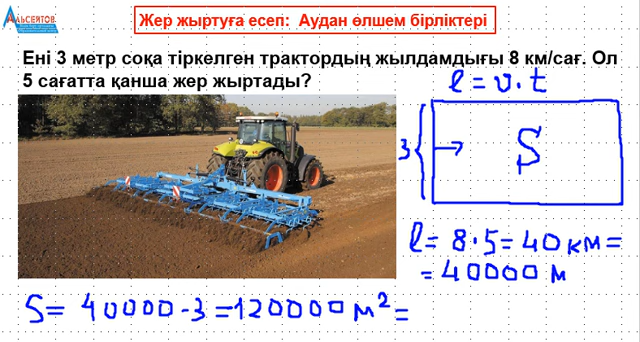 АЛЬСЕИТОВ
Жер жыртуға есеп: Аудан өлшем бірліктері
Ені 3 метр соқа тіркелген трактордың жылдамдығы 8 км/сағ. Ол
5 сағатта қанша жер жыртады?
l = v · t
3
S
l = 8 · 5 = 40 км =
= 40000 м
S = 40000 · 3 = 120000 м² =